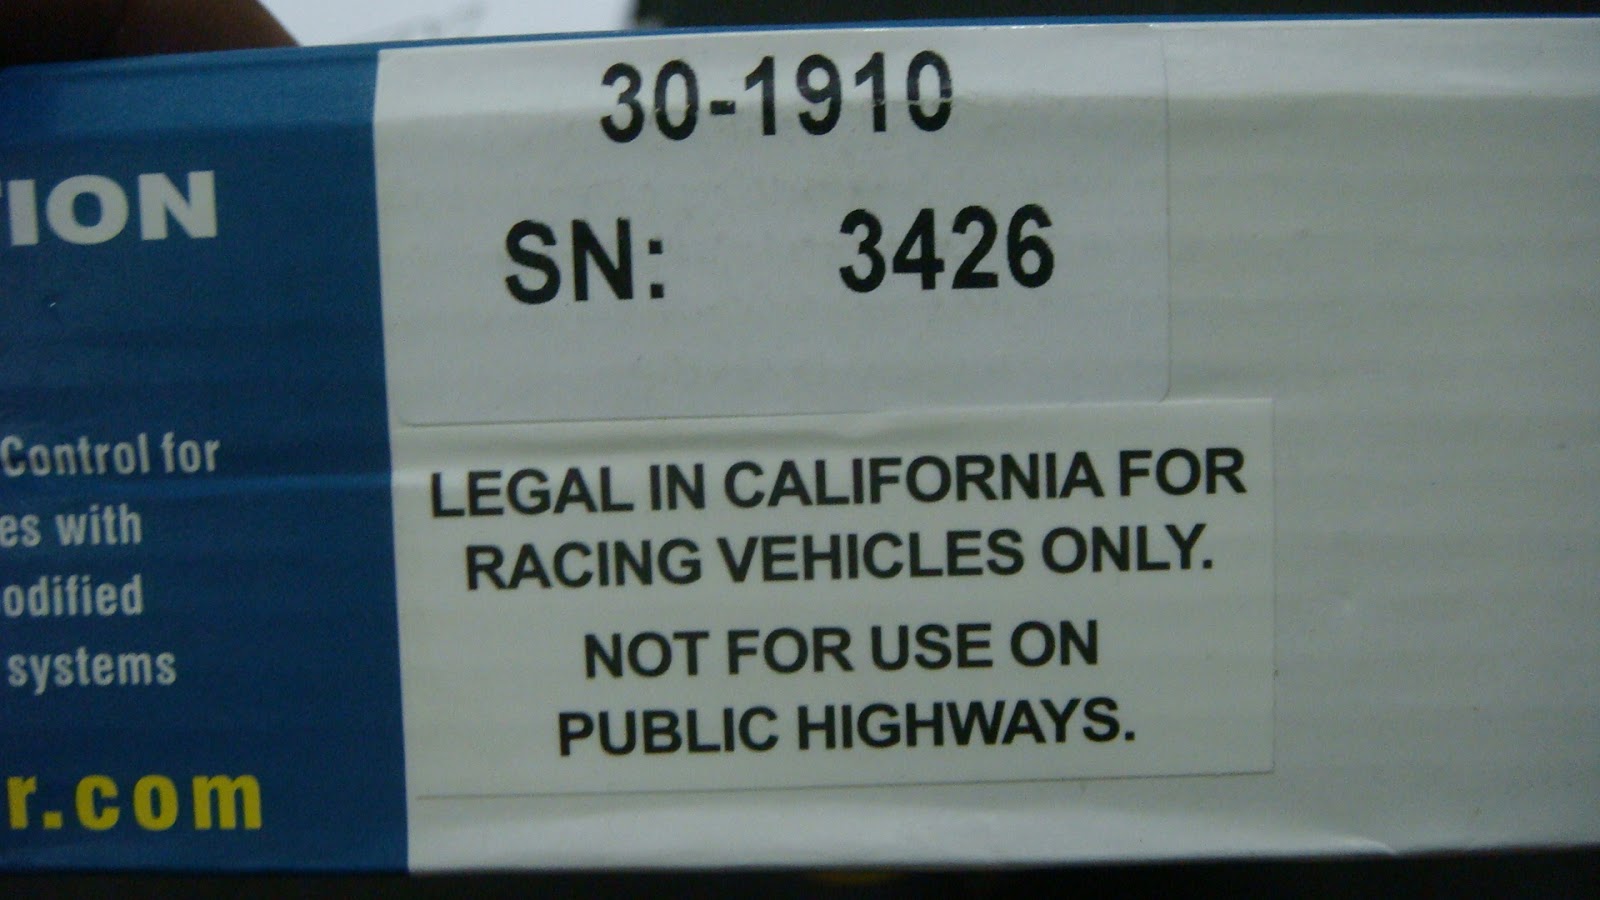 ION
Control for
es with
odified
systems
r.com
30-1910
SN: 3426
LEGAL IN CALIFORNIA FOR
RACING VEHICLES ONLY.
NOT FOR USE ON
PUBLIC HIGHWAYS.